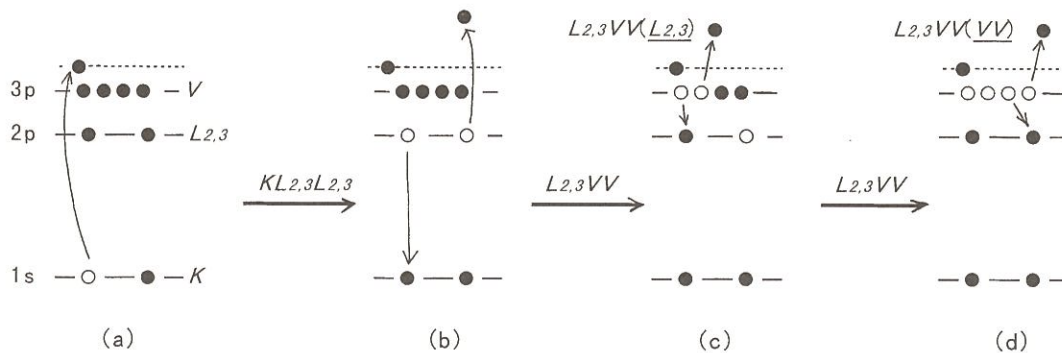 L2,3VV(L2,3)
L2,3VV(VV)
3p
V
2p
L2,3
KL2,3L2,3
L2,3VV
L2,3VV
1s
K
(a)
(b)
(c)
(d)